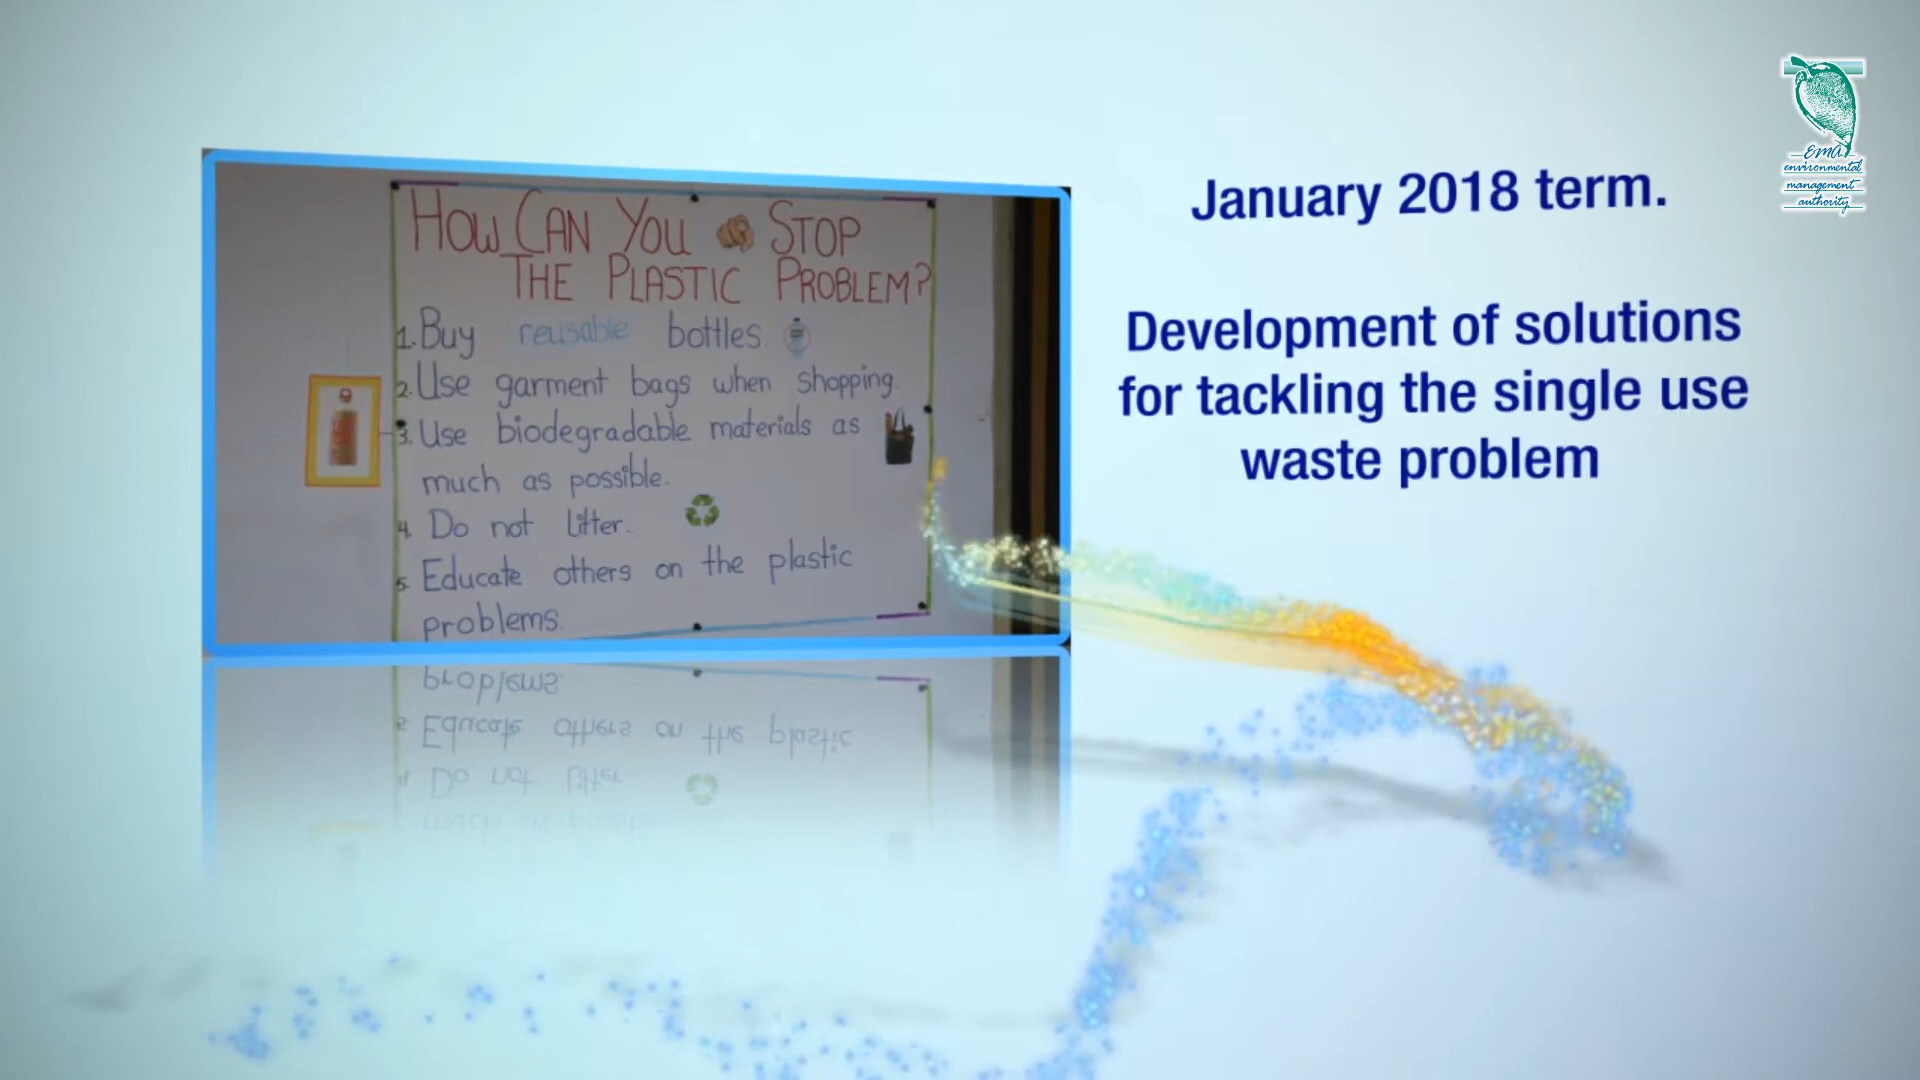 HOW CAN YOU STOP
THE PLASTIC PROBLEM?
1. Buy reusable bottles.
2. Use garment bags when shopping.
3. Use biodegradable materials as
much as possible.
4. Do not litter.
5. Educate others on the plastic
problems.
January 2018 term.
Development of solutions
for tackling the single use
waste problem
EMA
environmental
management
authority